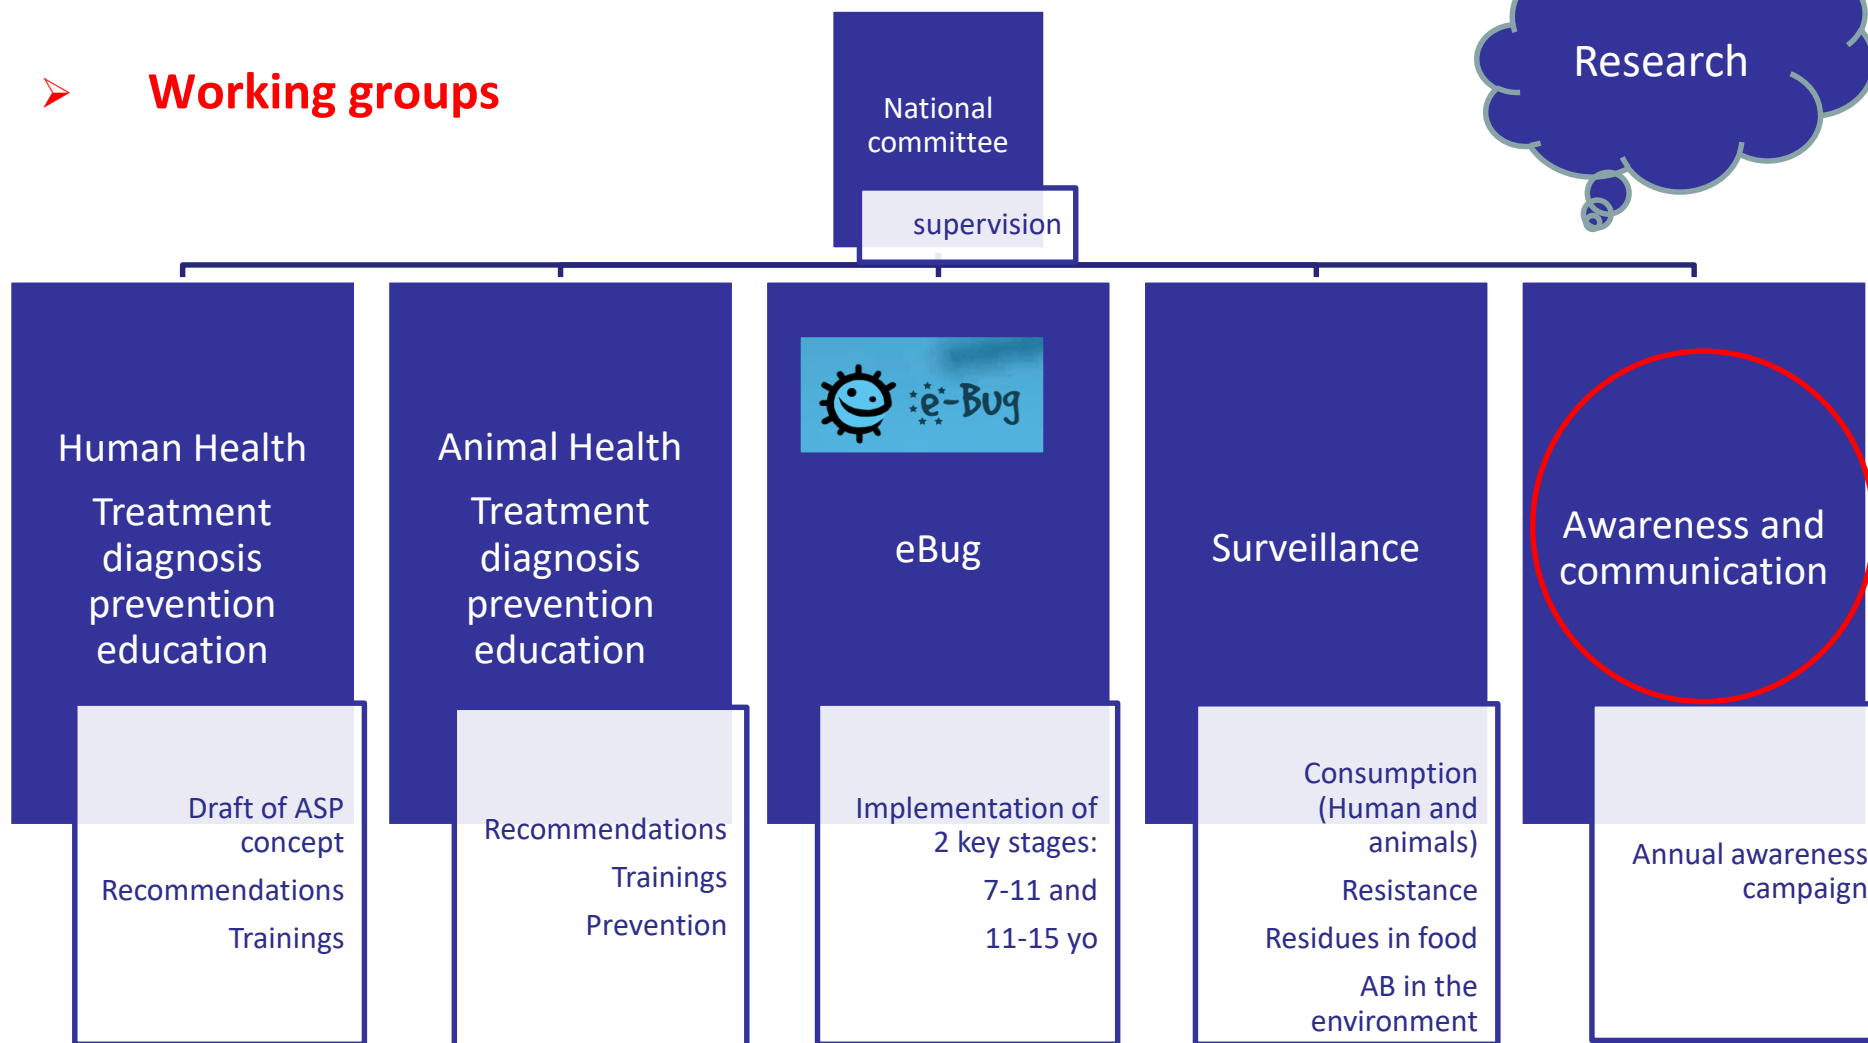 Working groups
National
committee
supervision
Research
Human Health
Treatment
diagnosis
prevention
education
Draft of ASP
concept
Recommendations
Trainings
Animal Health
Treatment
diagnosis
prevention
education
Recommendations
Trainings
Prevention
e-Bug
eBug
Implementation of
2 key stages:
7-11 and
11-15 yo
Surveillance
Consumption
(Human and
animals)
Resistance
Residues in food
AB in the
environment
Awareness and
communication
Annual awareness
campaign